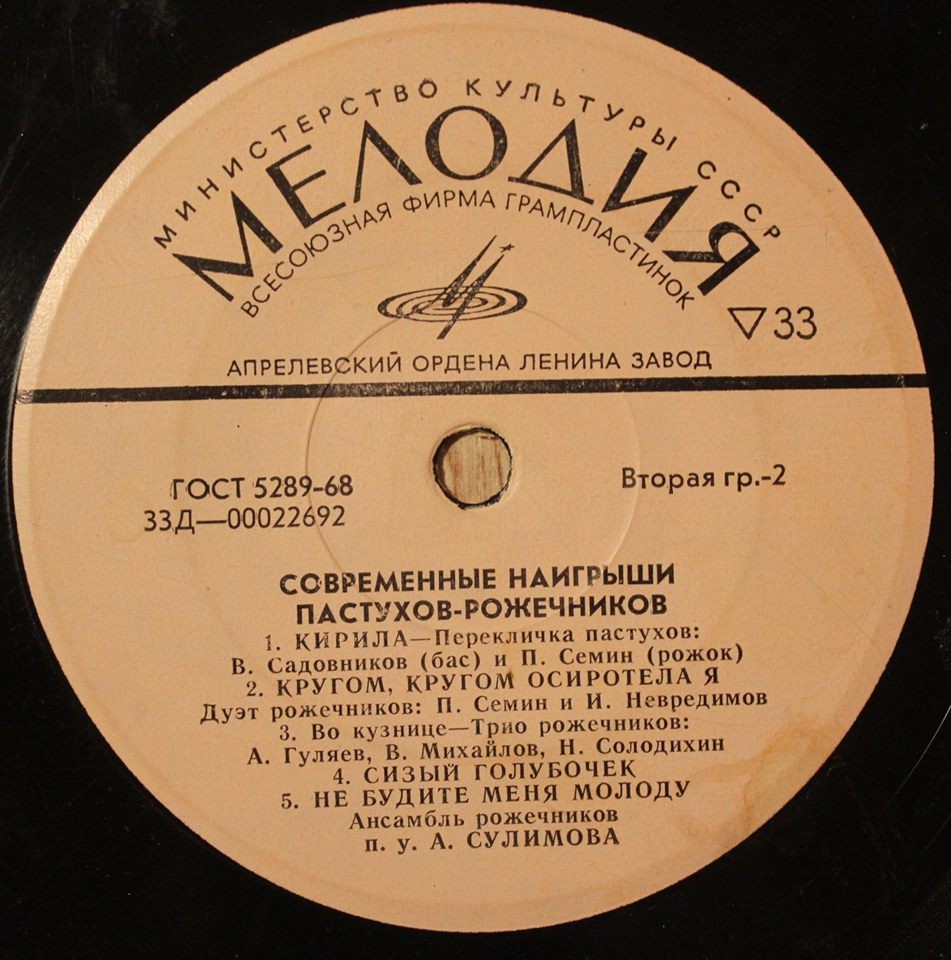 МИНИСТЕРСТВО КУЛЬТУРЫ СССР
МЕЛОДИЯ
ВСЕСОЮЗНАЯ ФИРМА ГРАМПЛАСТИНОК
▽33
АПРЕЛЕВСКИЙ ОРДЕНА ЛЕНИНА ЗАВОД
ГОСТ 5289-68
Вторая гр.-2
33Д—00022692
СОВРЕМЕННЫЕ НАИГРЫШИ
ПАСТУХОВ-РОЖЕЧНИКОВ
1. КИРИЛА—Перекличка пастухов:
В. Садовников (бас) и П. Семин (рожок)
2. КРУГОМ, КРУГОМ ОСИРОТЕЛА Я
Дуэт рожечников: П. Семин и И. Невредимов
3. Во кузнице—Трио рожечников:
А. Гуляев, В. Михайлов, Н. Солодихин
4. СИЗЫЙ ГОЛУБОЧЕК
5. НЕ БУДИТЕ МЕНЯ МОЛОДУ
Ансамбль рожечников
п. у. А. СУЛИМОВА